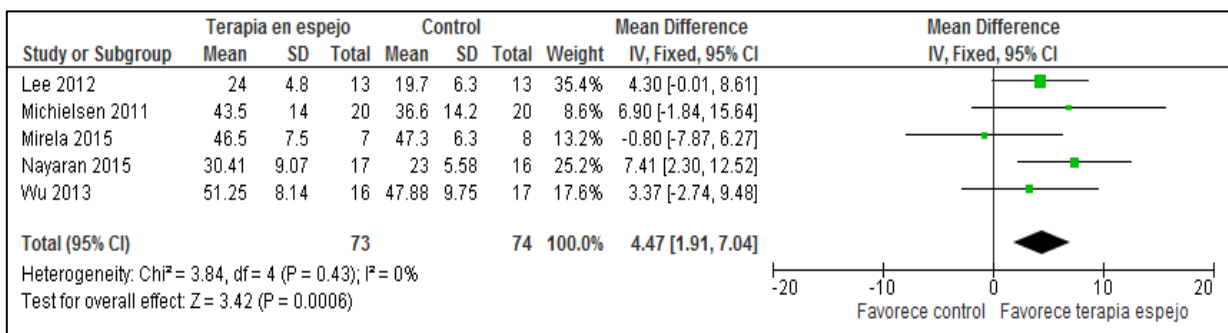 Terapia en espejo Control Mean Difference Mean Difference
Study or Subgroup Mean SD Total Mean SD Total Weight IV, Fixed, 95% CI IV, Fixed, 95% CI
Lee 2012 24 4.8 13 19.7 6.3 13 35.4% 4.30 [-0.01, 8.61]
Michielsen 2011 43.5 14 20 36.6 14.2 20 8.6% 6.90 [-1.84, 15.64]
Mirela 2015 46.5 7.5 7 47.3 6.3 8 13.2% -0.80 [-7.87, 6.27]
Nayaran 2015 30.41 9.07 17 23 5.58 16 25.2% 7.41 [2.30, 12.52]
Wu 2013 51.25 8.14 16 47.88 9.75 17 17.6% 3.37 [-2.74, 9.48]
Total (95% CI) 73 74 100.0% 4.47 [1.91, 7.04]
Heterogeneity: Chi² = 3.84, df = 4 (P = 0.43); I² = 0%
Test for overall effect: Z = 3.42 (P = 0.0006)
-20 -10 0 10 20
Favorece control Favorece terapia espejo